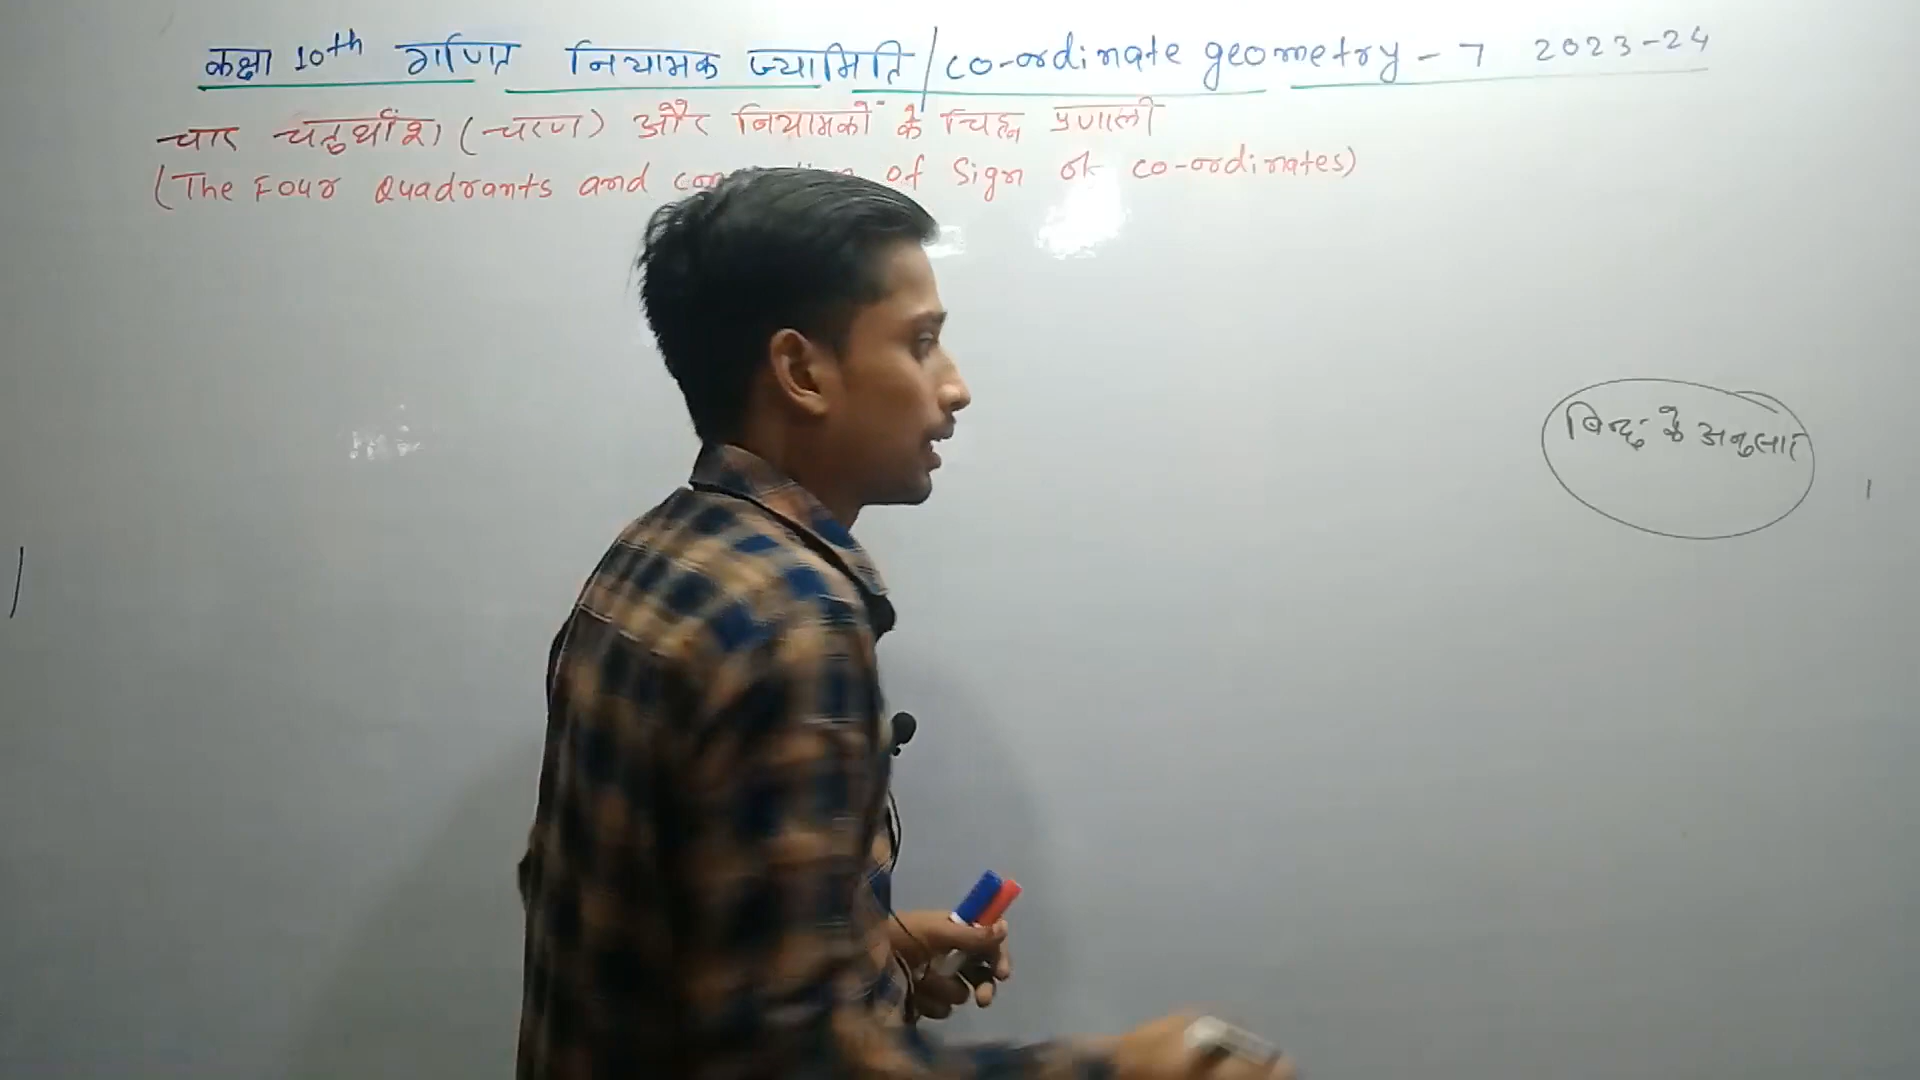 कक्षा 10th गणित नियामक ज्यामिति / co-ordinate geometry - 7 2023-24
चार चतुर्थांश (चरण) और नियामकों के चिह्न प्रणाली
(The Four Quadrants and of Sign of co-ordinates)
बिन्दु के अनुसार